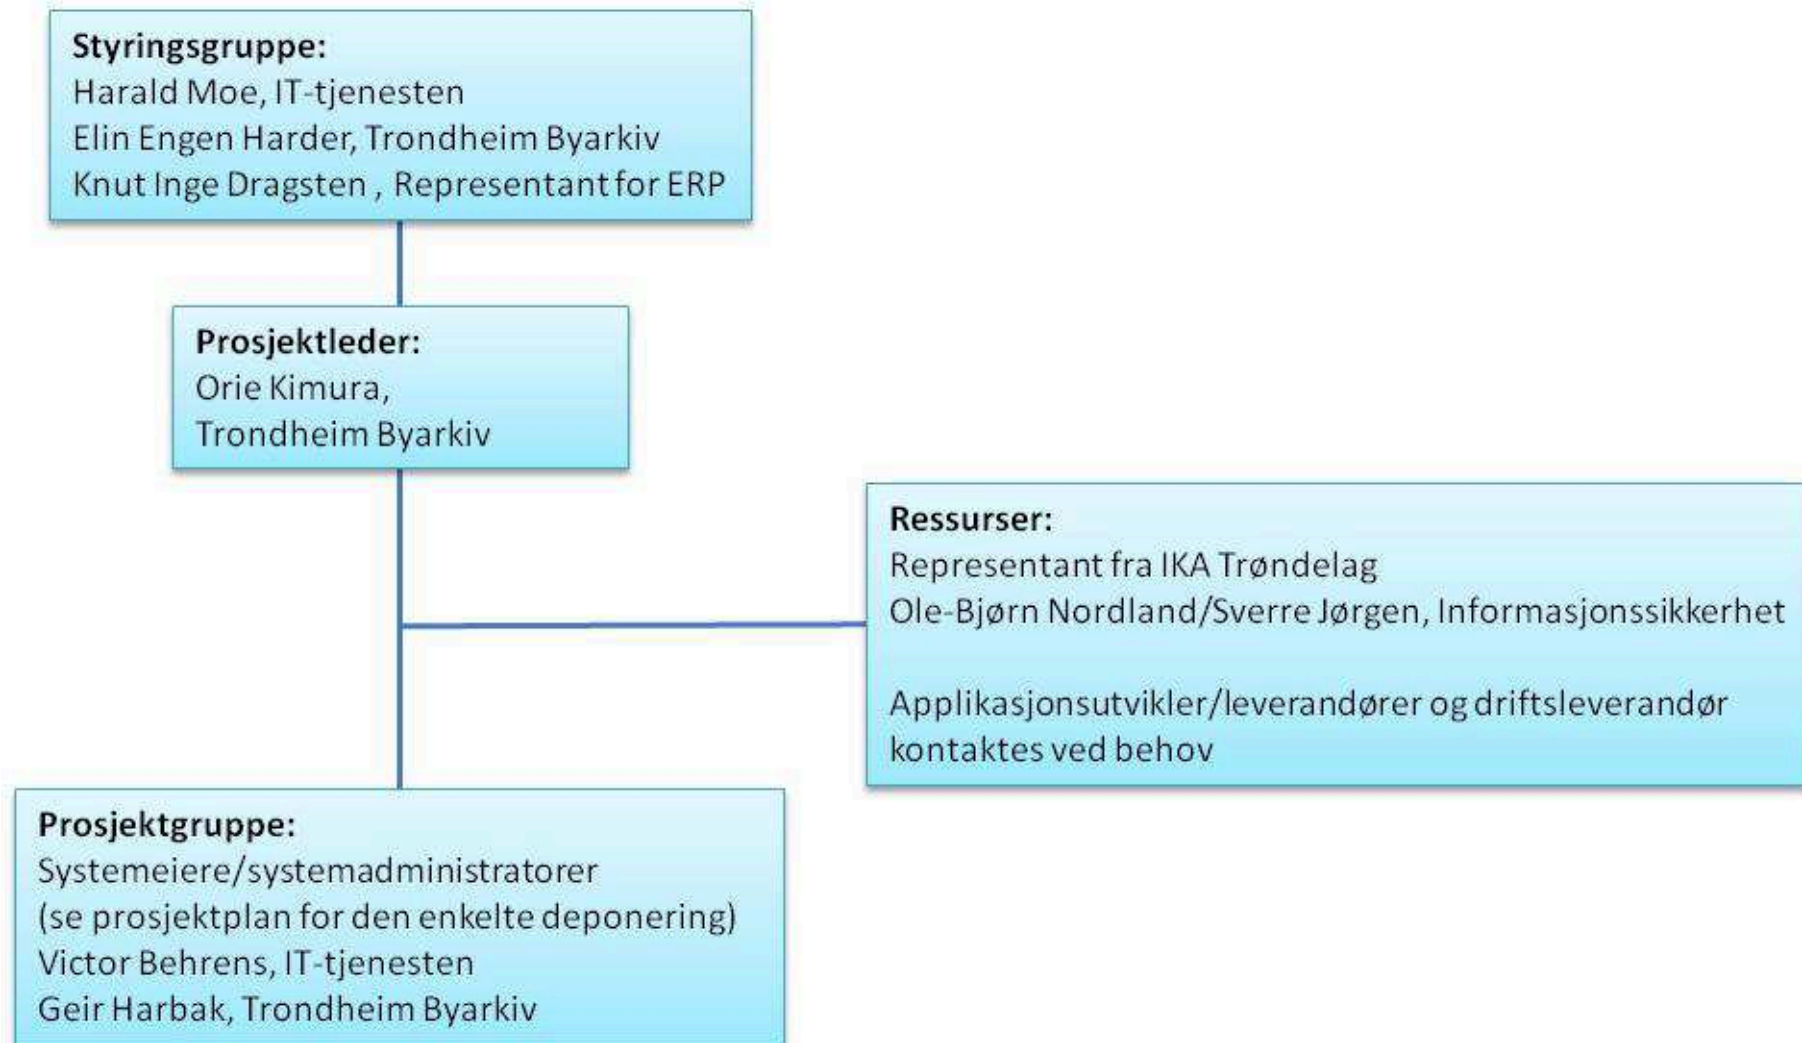 Styringsgruppe:
Harald Moe, IT-tjenesten
Elin Engen Harder, Trondheim Byarkiv
Knut Inge Dragsten , Representant for ERP
Prosjektleder:
Orie Kimura,
Trondheim Byarkiv
Ressurser:
Representant fra IKA Trøndelag
Ole-Bjørn Nordland/Sverre Jørgen, Informasjonssikkerhet
Applikasjonsutvikler/leverandører og driftsleverandør
kontaktes ved behov
Prosjektgruppe:
Systemeiere/systemadministratorer
(se prosjektplan for den enkelte deponering)
Victor Behrens, IT-tjenesten
Geir Harbak, Trondheim Byarkiv